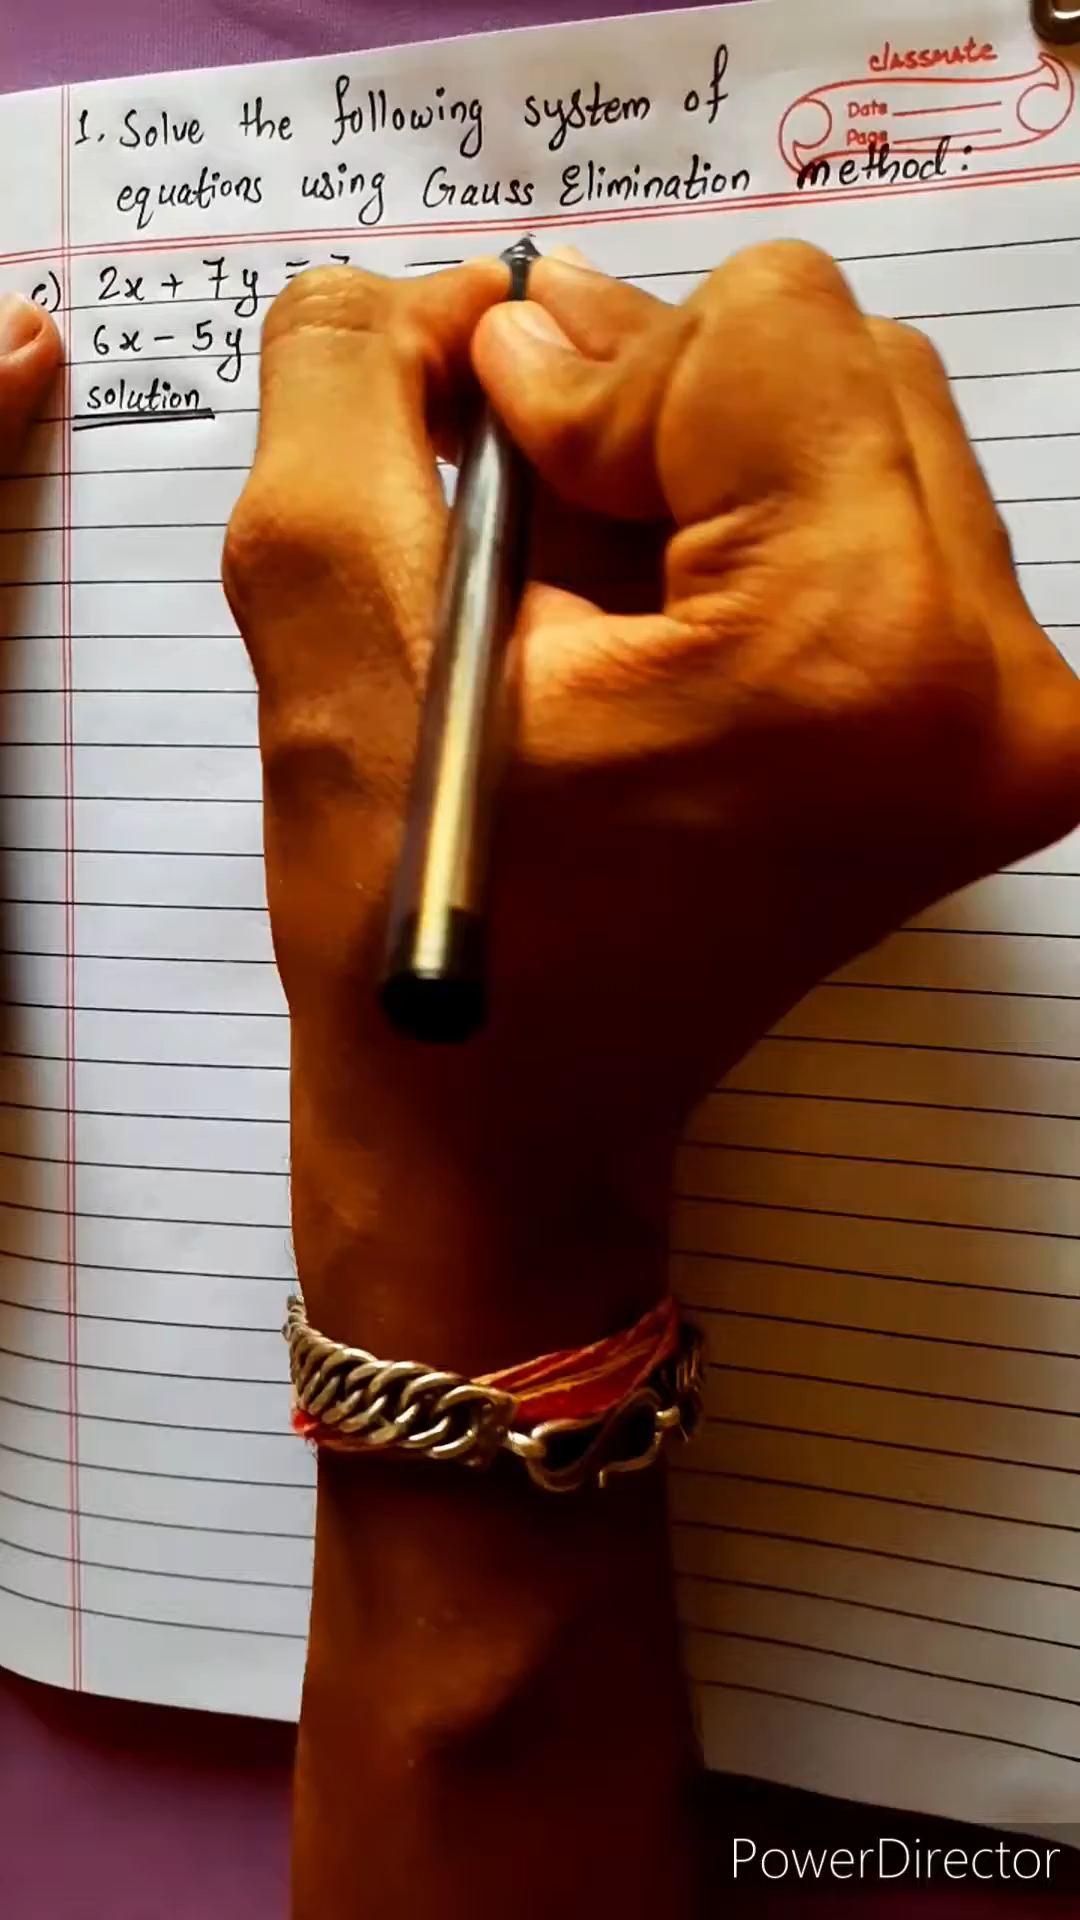 classmate
Date
Page
1. Solve the following system of
equations using Gauss Elimination method:
c) 2x + 7y =
6x - 5y
solution
PowerDirector